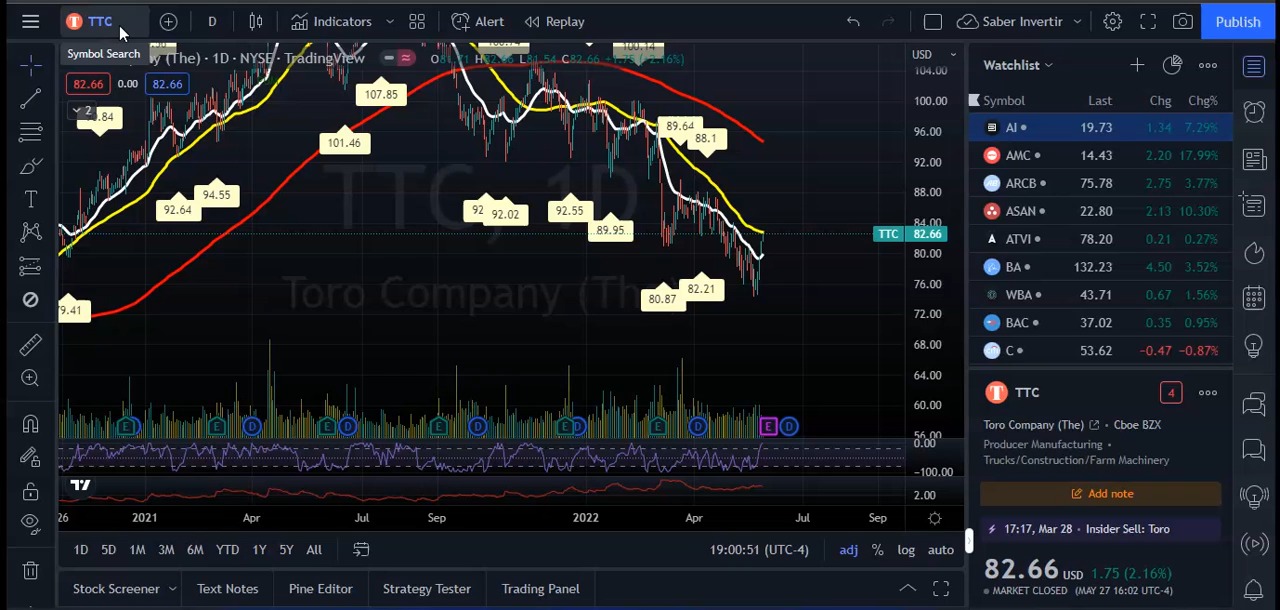 TTC
D
Indicators
Alert
Replay
Saber Invertir
Publish
Symbol Search
(The) · 1D · NYSE · TradingView
82.66 0.00 82.66
2
USD
104.00
100.00
96.00
92.00
88.00
84.00
TTC 82.66
80.00
76.00
72.00
68.00
64.00
60.00
56.00
0.00
-100.00
2.00
107.85
101.46
94.55
92.64
92.02
92.55
89.95
89.64
88.1
80.87
82.21
TTC, 1D
Toro Company (The)
E D E D E D E D E D E D E D
2021 Apr Jul Sep 2022 Apr Jul Sep
1D 5D 1M 3M 6M YTD 1Y 5Y All
19:00:51 (UTC-4) adj % log auto
Stock Screener Text Notes Pine Editor Strategy Tester Trading Panel
Watchlist
Symbol Last Chg Chg%
AI 19.73 1.34 7.29%
AMC 14.43 2.20 17.99%
ARCB 75.78 2.75 3.77%
ASAN 22.80 2.13 10.30%
ATVI 78.20 0.21 0.27%
BA 132.23 4.50 3.52%
WBA 43.71 0.67 1.56%
BAC 37.02 0.35 0.95%
C 53.62 -0.47 -0.87%
TTC 4
Toro Company (The) · Cboe BZX
Producer Manufacturing ·
Trucks/Construction/Farm Machinery
Add note
17:17, Mar 28 · Insider Sell: Toro
82.66 USD 1.75 (2.16%)
MARKET CLOSED (MAY 27 16:02 UTC-4)